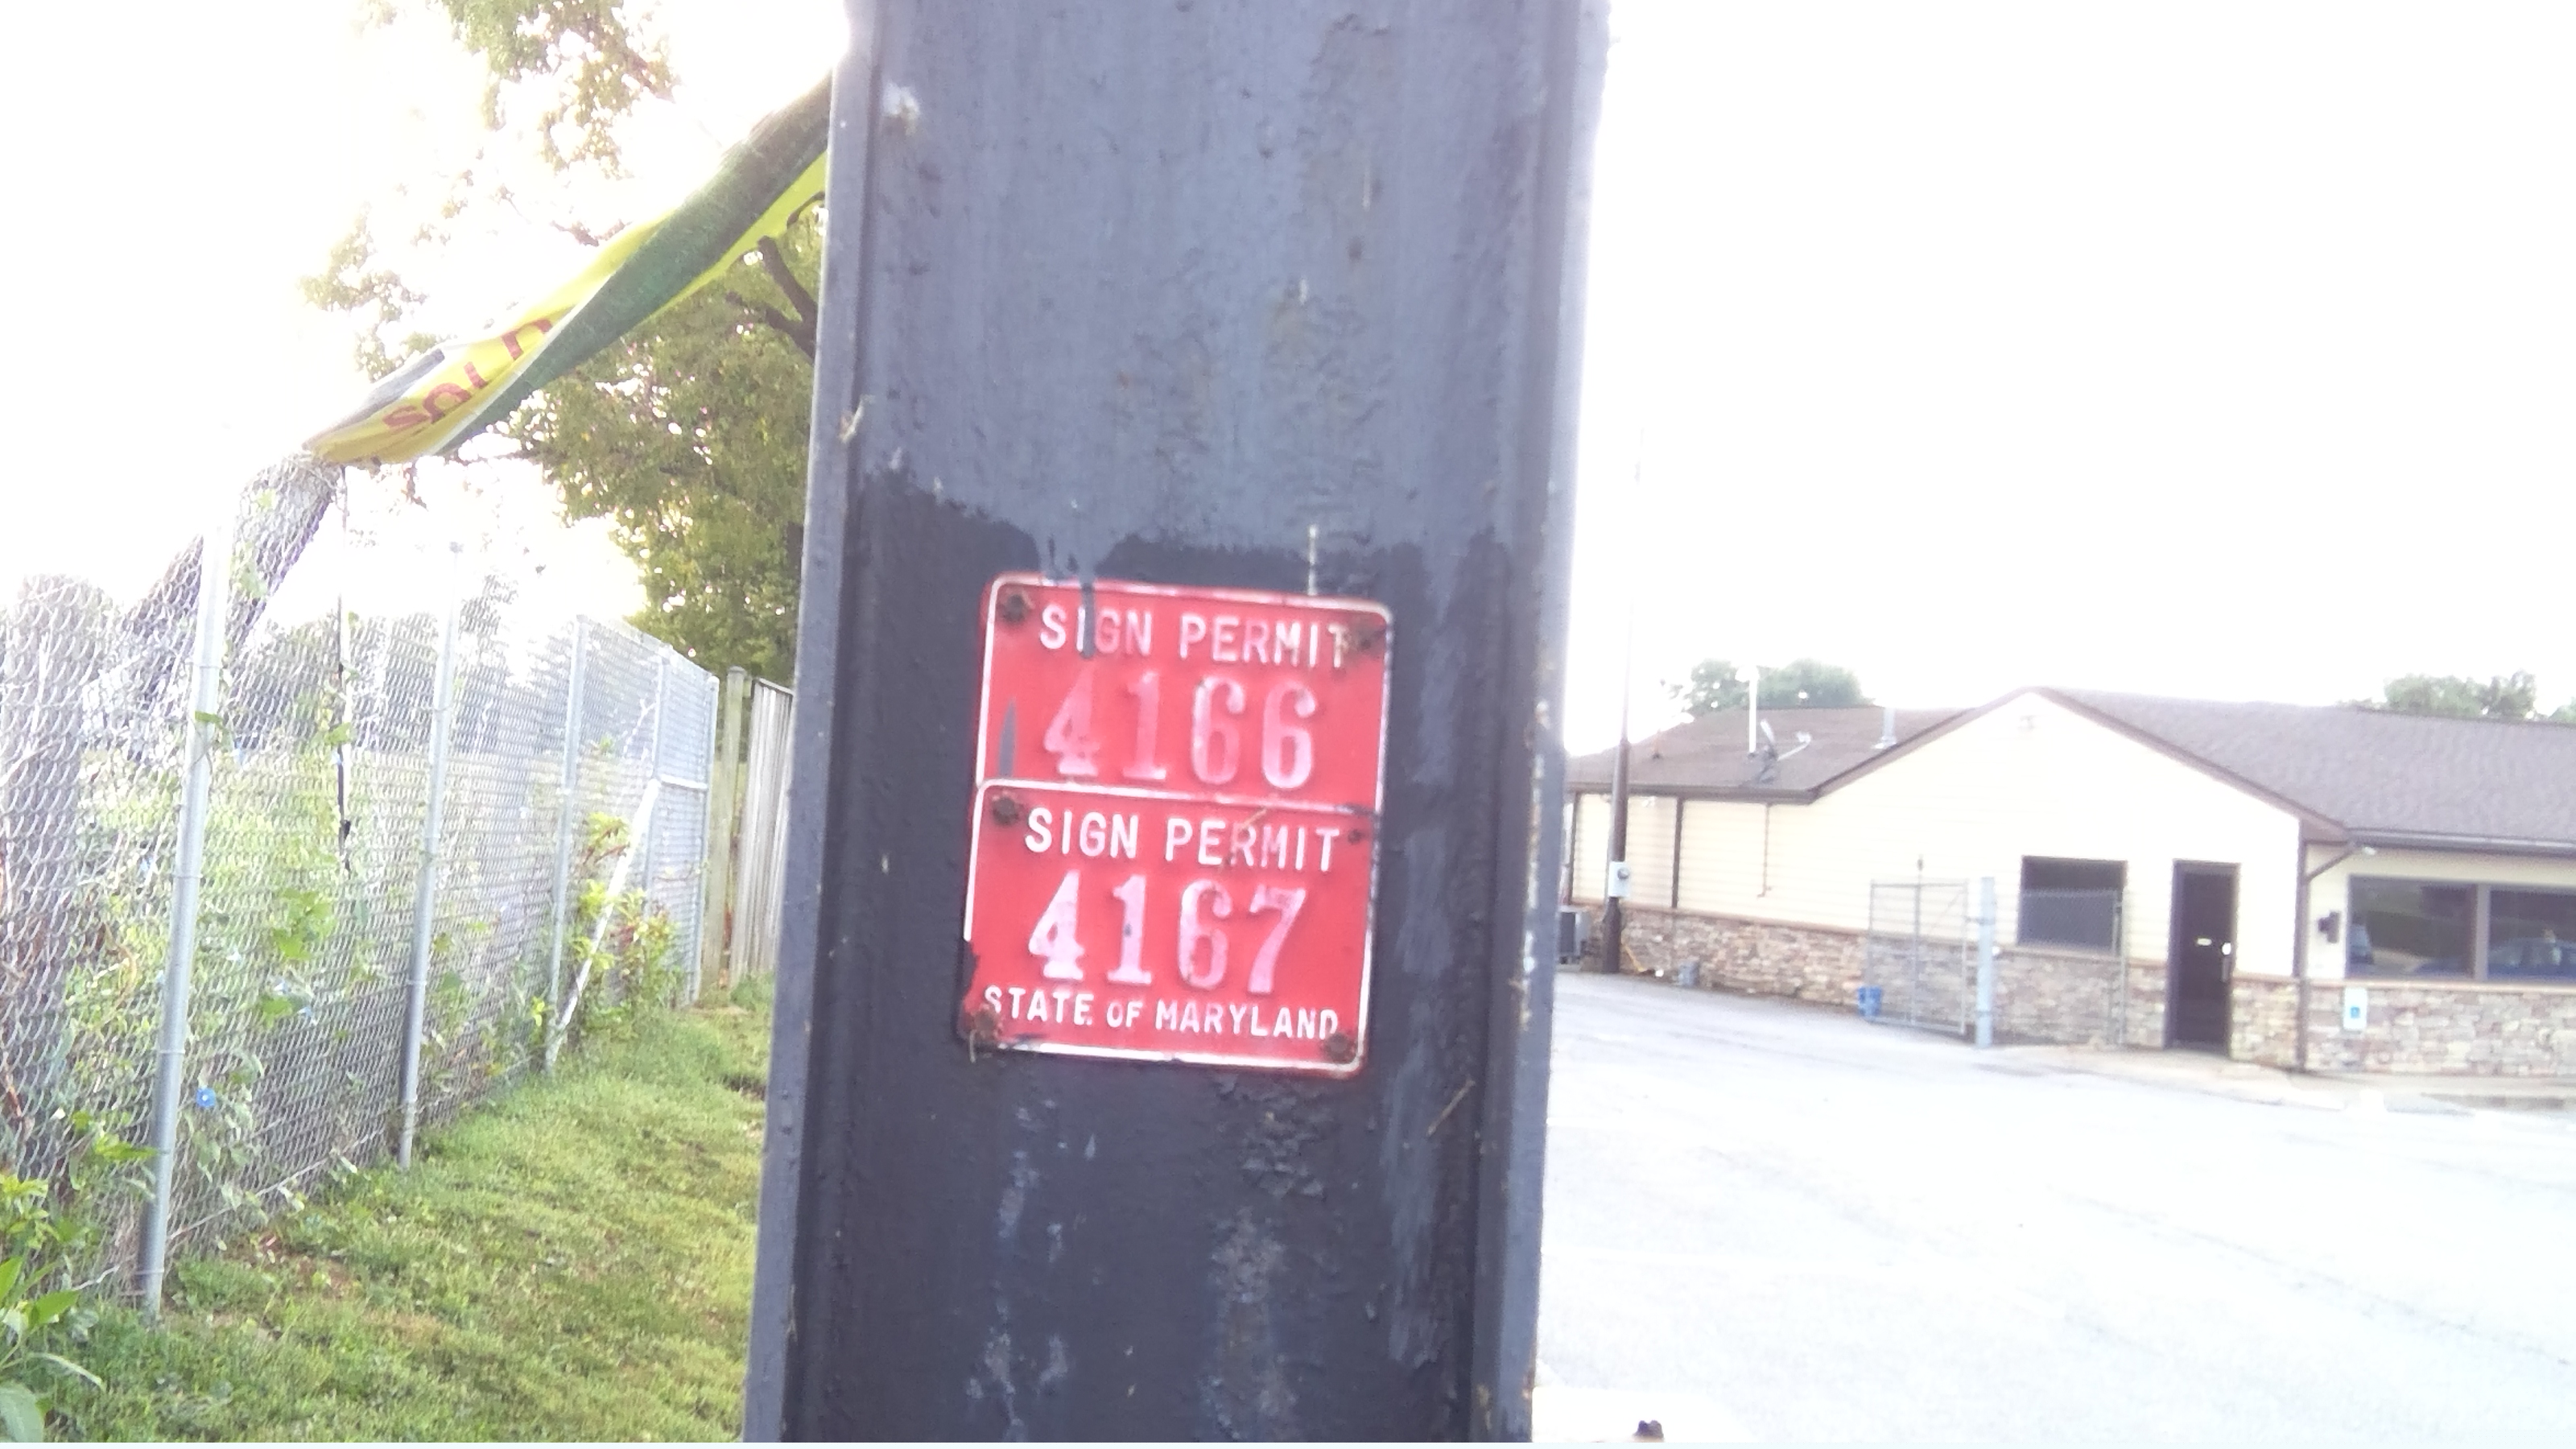 SIGN PERMIT
4166
SIGN PERMIT
4167
STATE OF MARYLAND